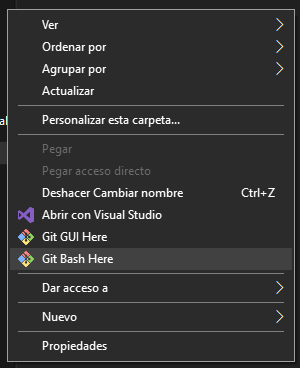 Ver
Ordenar por
Agrupar por
Actualizar
Personalizar esta carpeta...
Pegar
Pegar acceso directo
Deshacer Cambiar nombre Ctrl+Z
Abrir con Visual Studio
Git GUI Here
Git Bash Here
Dar acceso a
Nuevo
Propiedades